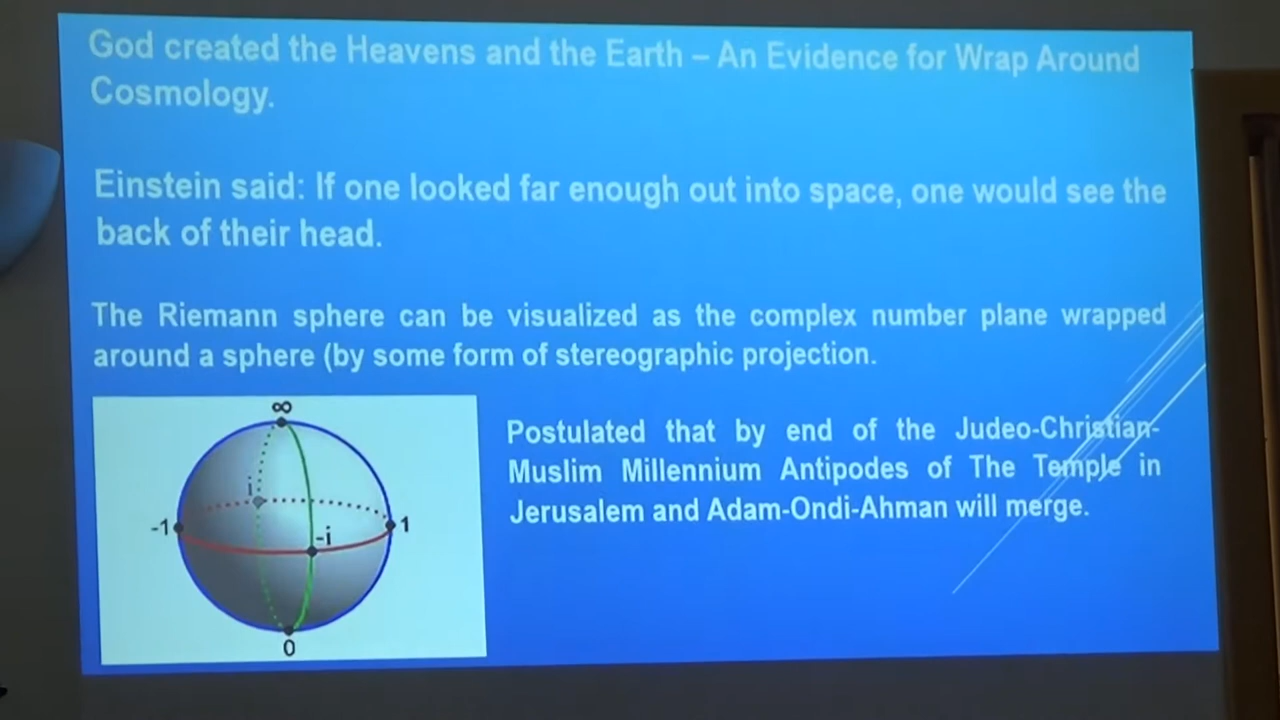 God created the Heavens and the Earth – An Evidence for Wrap Around
Cosmology.
Einstein said: If one looked far enough out into space, one would see the
back of their head.
The Riemann sphere can be visualized as the complex number plane wrapped
around a sphere (by some form of stereographic projection.
∞
i
-1
1
-i
0
Postulated that by end of the Judeo-Christian-
Muslim Millennium Antipodes of The Temple in
Jerusalem and Adam-Ondi-Ahman will merge.